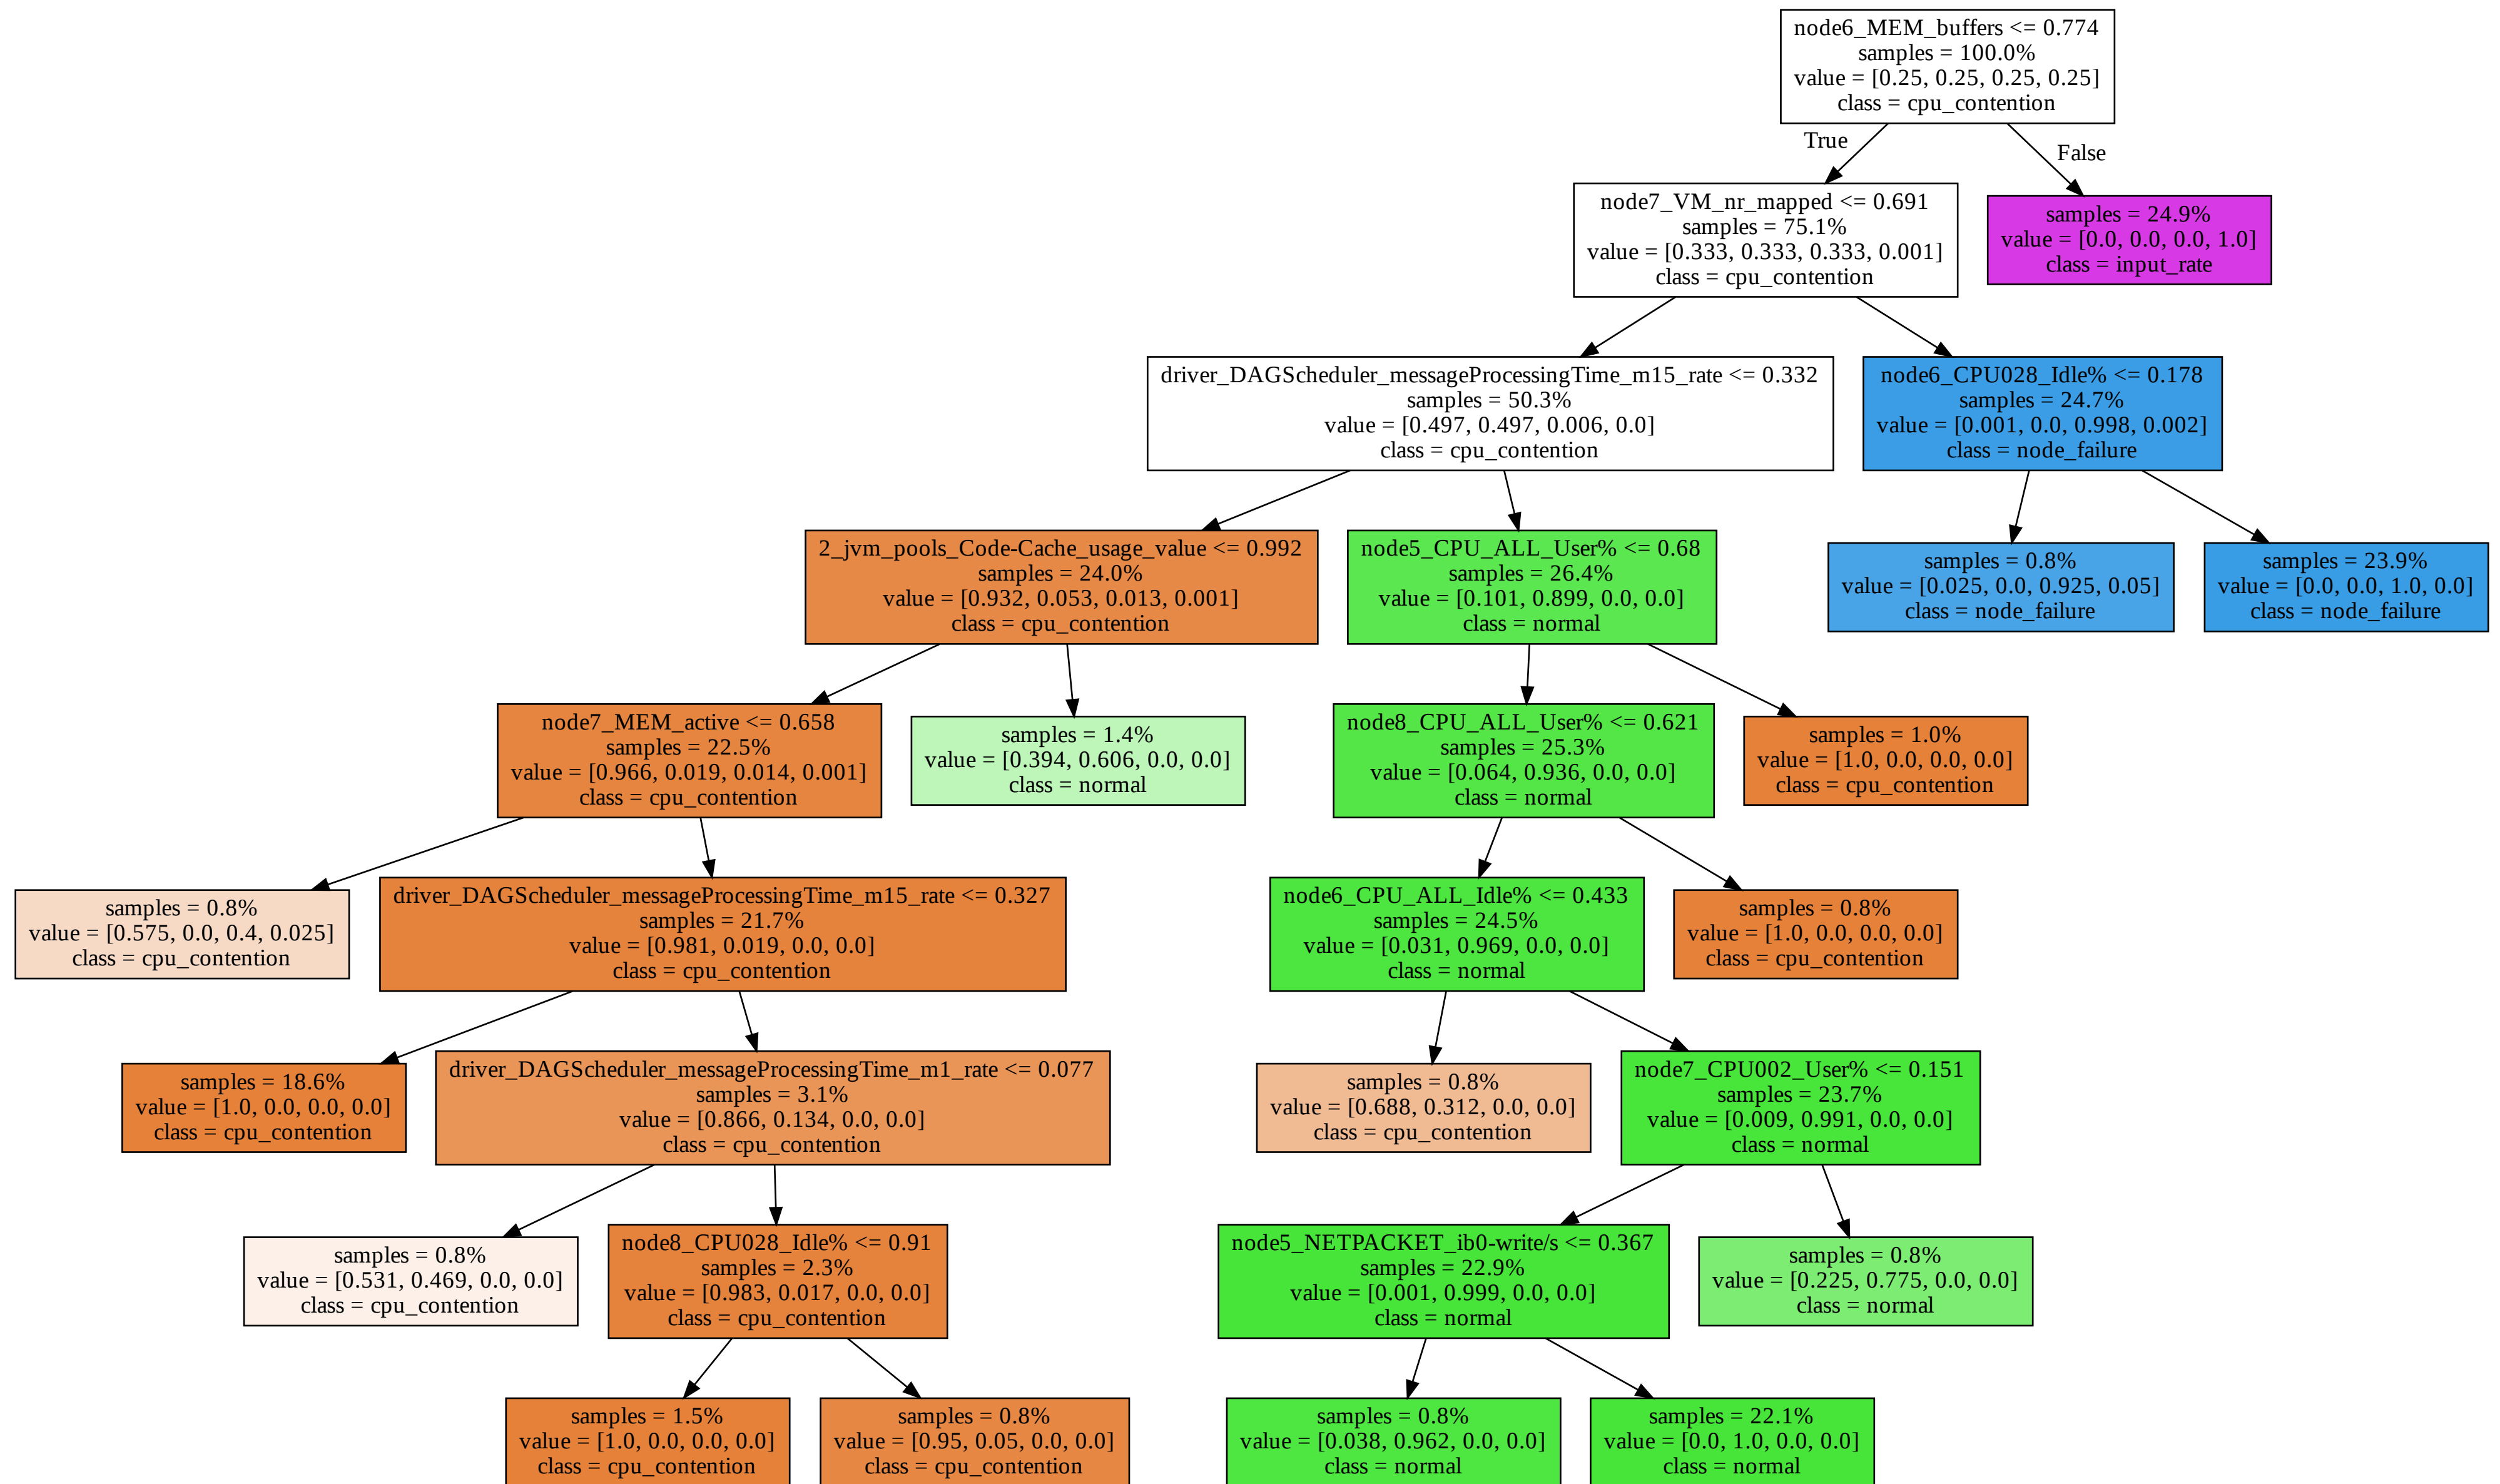 node6_MEM_buffers <= 0.774
samples = 100.0%
value = [0.25, 0.25, 0.25, 0.25]
class = cpu_contention
True
False
node7_VM_nr_mapped <= 0.691
samples = 75.1%
value = [0.333, 0.333, 0.333, 0.001]
class = cpu_contention
samples = 24.9%
value = [0.0, 0.0, 0.0, 1.0]
class = input_rate
driver_DAGScheduler_messageProcessingTime_m15_rate <= 0.332
samples = 50.3%
value = [0.497, 0.497, 0.006, 0.0]
class = cpu_contention
node6_CPU028_Idle% <= 0.178
samples = 24.7%
value = [0.001, 0.0, 0.998, 0.002]
class = node_failure
2_jvm_pools_Code-Cache_usage_value <= 0.992
samples = 24.0%
value = [0.932, 0.053, 0.013, 0.001]
class = cpu_contention
node5_CPU_ALL_User% <= 0.68
samples = 26.4%
value = [0.101, 0.899, 0.0, 0.0]
class = normal
samples = 0.8%
value = [0.025, 0.0, 0.925, 0.05]
class = node_failure
samples = 23.9%
value = [0.0, 0.0, 1.0, 0.0]
class = node_failure
node7_MEM_active <= 0.658
samples = 22.5%
value = [0.966, 0.019, 0.014, 0.001]
class = cpu_contention
samples = 1.4%
value = [0.394, 0.606, 0.0, 0.0]
class = normal
node8_CPU_ALL_User% <= 0.621
samples = 25.3%
value = [0.064, 0.936, 0.0, 0.0]
class = normal
samples = 1.0%
value = [1.0, 0.0, 0.0, 0.0]
class = cpu_contention
samples = 0.8%
value = [0.575, 0.0, 0.4, 0.025]
class = cpu_contention
driver_DAGScheduler_messageProcessingTime_m15_rate <= 0.327
samples = 21.7%
value = [0.981, 0.019, 0.0, 0.0]
class = cpu_contention
node6_CPU_ALL_Idle% <= 0.433
samples = 24.5%
value = [0.031, 0.969, 0.0, 0.0]
class = normal
samples = 0.8%
value = [1.0, 0.0, 0.0, 0.0]
class = cpu_contention
samples = 18.6%
value = [1.0, 0.0, 0.0, 0.0]
class = cpu_contention
driver_DAGScheduler_messageProcessingTime_m1_rate <= 0.077
samples = 3.1%
value = [0.866, 0.134, 0.0, 0.0]
class = cpu_contention
samples = 0.8%
value = [0.688, 0.312, 0.0, 0.0]
class = cpu_contention
node7_CPU002_User% <= 0.151
samples = 23.7%
value = [0.009, 0.991, 0.0, 0.0]
class = normal
samples = 0.8%
value = [0.531, 0.469, 0.0, 0.0]
class = cpu_contention
node8_CPU028_Idle% <= 0.91
samples = 2.3%
value = [0.983, 0.017, 0.0, 0.0]
class = cpu_contention
node5_NETPACKET_ib0-write/s <= 0.367
samples = 22.9%
value = [0.001, 0.999, 0.0, 0.0]
class = normal
samples = 0.8%
value = [0.225, 0.775, 0.0, 0.0]
class = normal
samples = 1.5%
value = [1.0, 0.0, 0.0, 0.0]
class = cpu_contention
samples = 0.8%
value = [0.95, 0.05, 0.0, 0.0]
class = cpu_contention
samples = 0.8%
value = [0.038, 0.962, 0.0, 0.0]
class = normal
samples = 22.1%
value = [0.0, 1.0, 0.0, 0.0]
class = normal